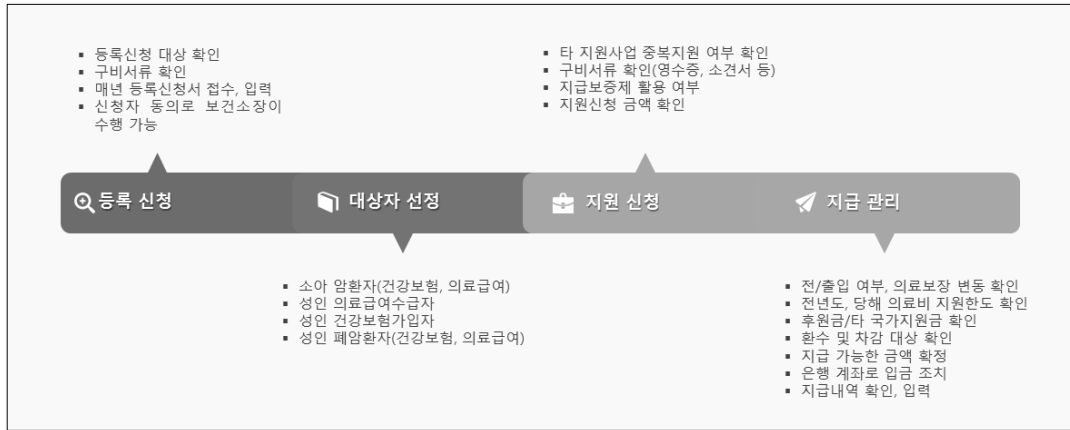 ▪ 등록신청 대상 확인
▪ 구비서류 확인
▪ 매년 등록신청서 접수, 입력
▪ 신청자 동의로 보건소장이
수행 가능
▪ 타 지원사업 중복지원 여부 확인
▪ 구비서류 확인(영수증, 소견서 등)
▪ 지급보증제 활용 여부
▪ 지원신청 금액 확인
등록 신청
대상자 선정
지원 신청
지급 관리
▪ 소아 암환자(건강보험, 의료급여)
▪ 성인 의료급여수급자
▪ 성인 건강보험가입자
▪ 성인 폐암환자(건강보험, 의료급여)
▪ 전/출입 여부, 의료보장 변동 확인
▪ 전년도, 당해 의료비 지원한도 확인
▪ 후원금/타 국가지원금 확인
▪ 환수 및 차감 대상 확인
▪ 지급 가능한 금액 확정
▪ 은행 계좌로 입금 조치
▪ 지급내역 확인, 입력